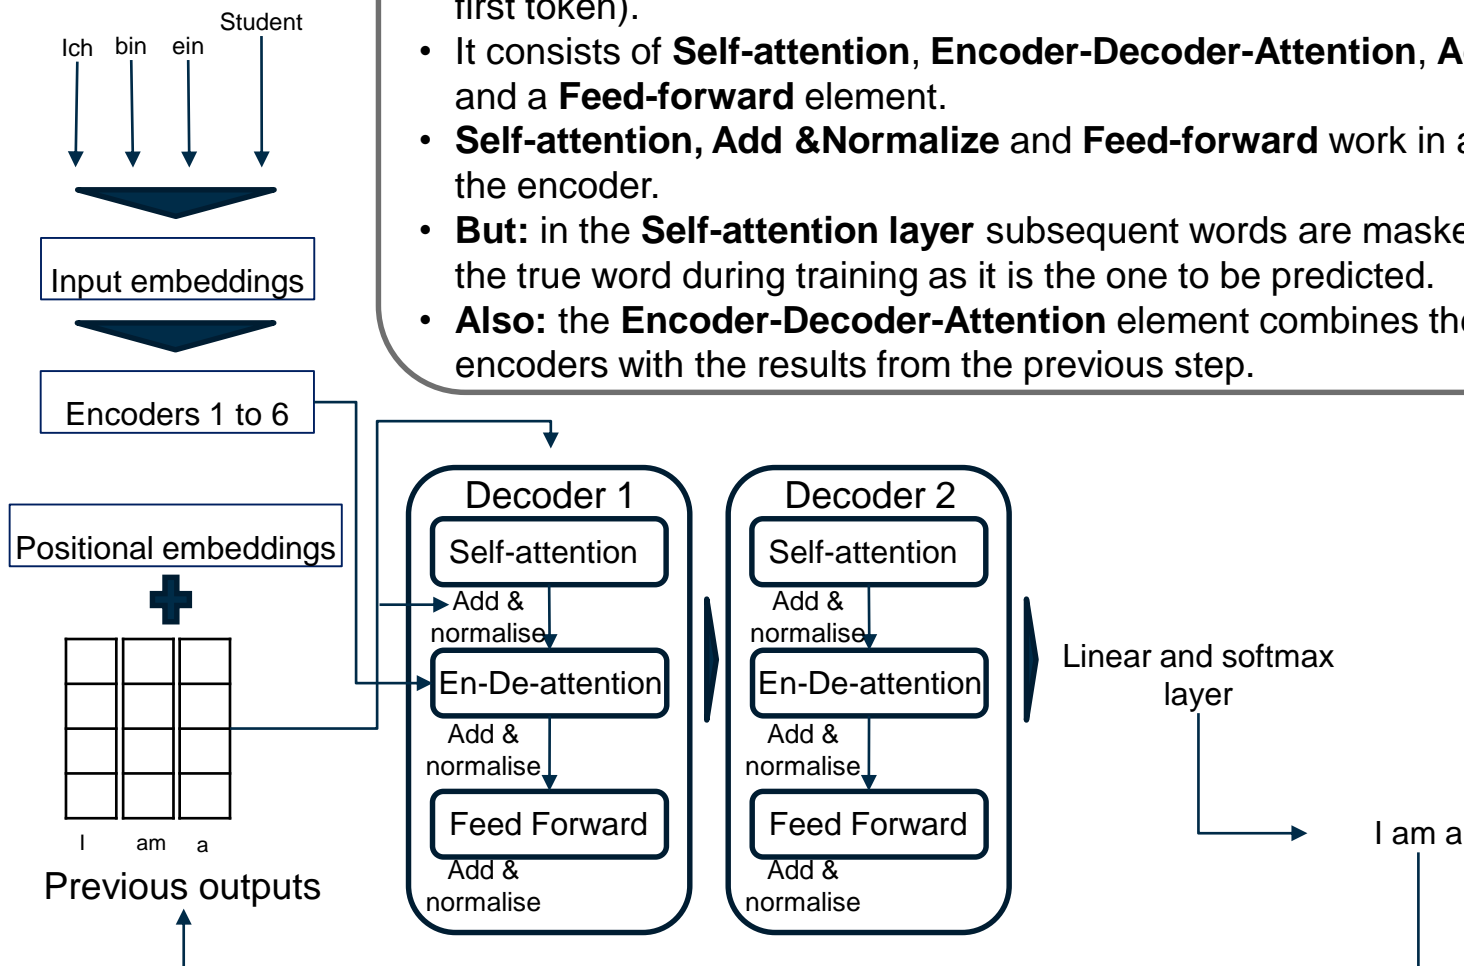 first token).
• It consists of Self-attention, Encoder-Decoder-Attention,
and a Feed-forward element.
• Self-attention, Add &Normalize and Feed-forward work in
the encoder.
• But: in the Self-attention layer subsequent words are
the true word during training as it is the one to be predicted.
• Also: the Encoder-Decoder-Attention element combines
encoders with the results from the previous step.
Ich bin ein Student
Input embeddings
Encoders 1 to 6
Positional embeddings
I am a
Previous outputs
Decoder 1
Self-attention
Add &
normalise
En-De-attention
Add &
normalise
Feed Forward
Add &
normalise
Decoder 2
Self-attention
Add &
normalise
En-De-attention
Add &
normalise
Feed Forward
Add &
normalise
Linear and softmax
layer
I am a